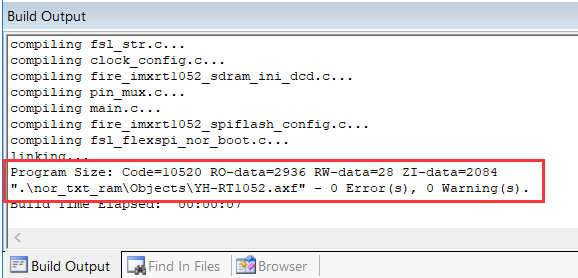 Build Output
compiling fsl_str.c...
compiling clock_config.c...
compiling fire_imxrt1052_sdram_ini_dcd.c...
compiling pin_mux.c...
compiling main.c...
compiling fire_imxrt1052_spiflash_config.c...
compiling fsl_flexspi_nor_boot.c...
linking...
Program Size: Code=10520 RO-data=2936 RW-data=28 ZI-data=2084
".\nor_txt_ram\Objects\YH-RT1052.axf" - 0 Error(s), 0 Warning(s).
Build Time Elapsed:  00:00:07
Build Output Find In Files Browser